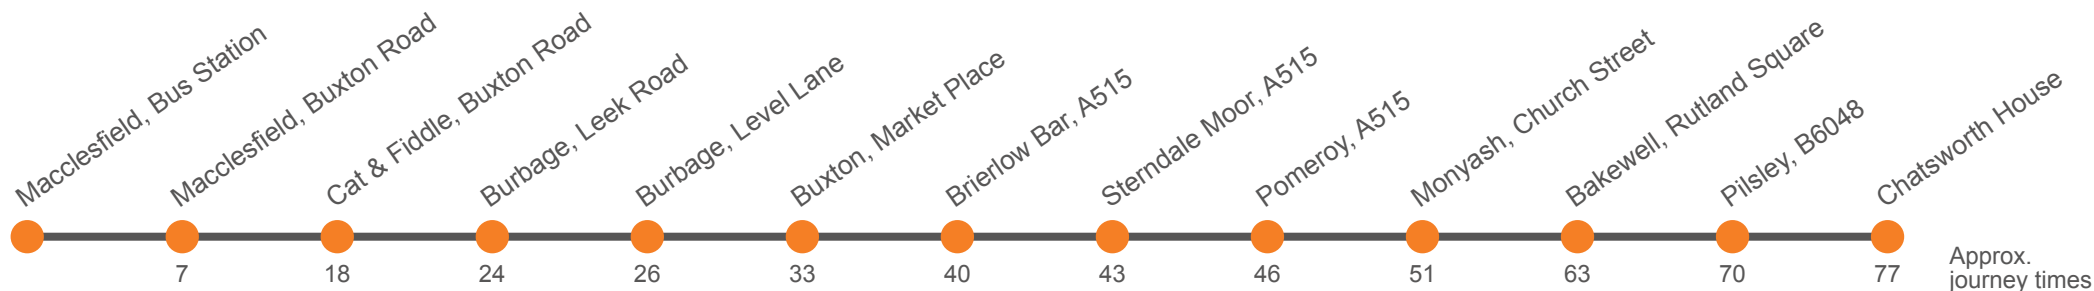 Macclesfield, Bus Station
Macclesfield, Buxton Road
Cat & Fiddle, Buxton Road
Burbage, Leek Road
Burbage, Level Lane
Buxton, Market Place
Brierlow Bar, A515
Sterndale Moor, A515
Pomeroy, A515
Monyash, Church Street
Bakewell, Rutland Square
Pilsley, B6048
Chatsworth House
7 18 24 26 33 40 43 46 51 63 70 77
Approx.
journey times